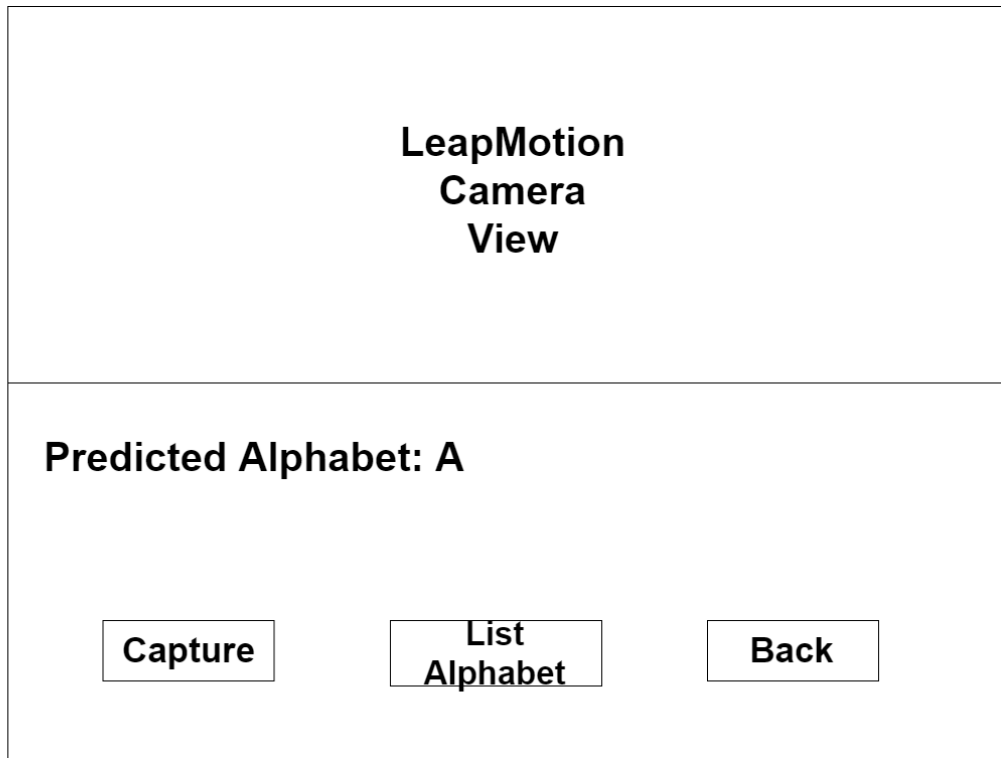 LeapMotion
Camera
View
Predicted Alphabet: A
Capture
List
Alphabet
Back